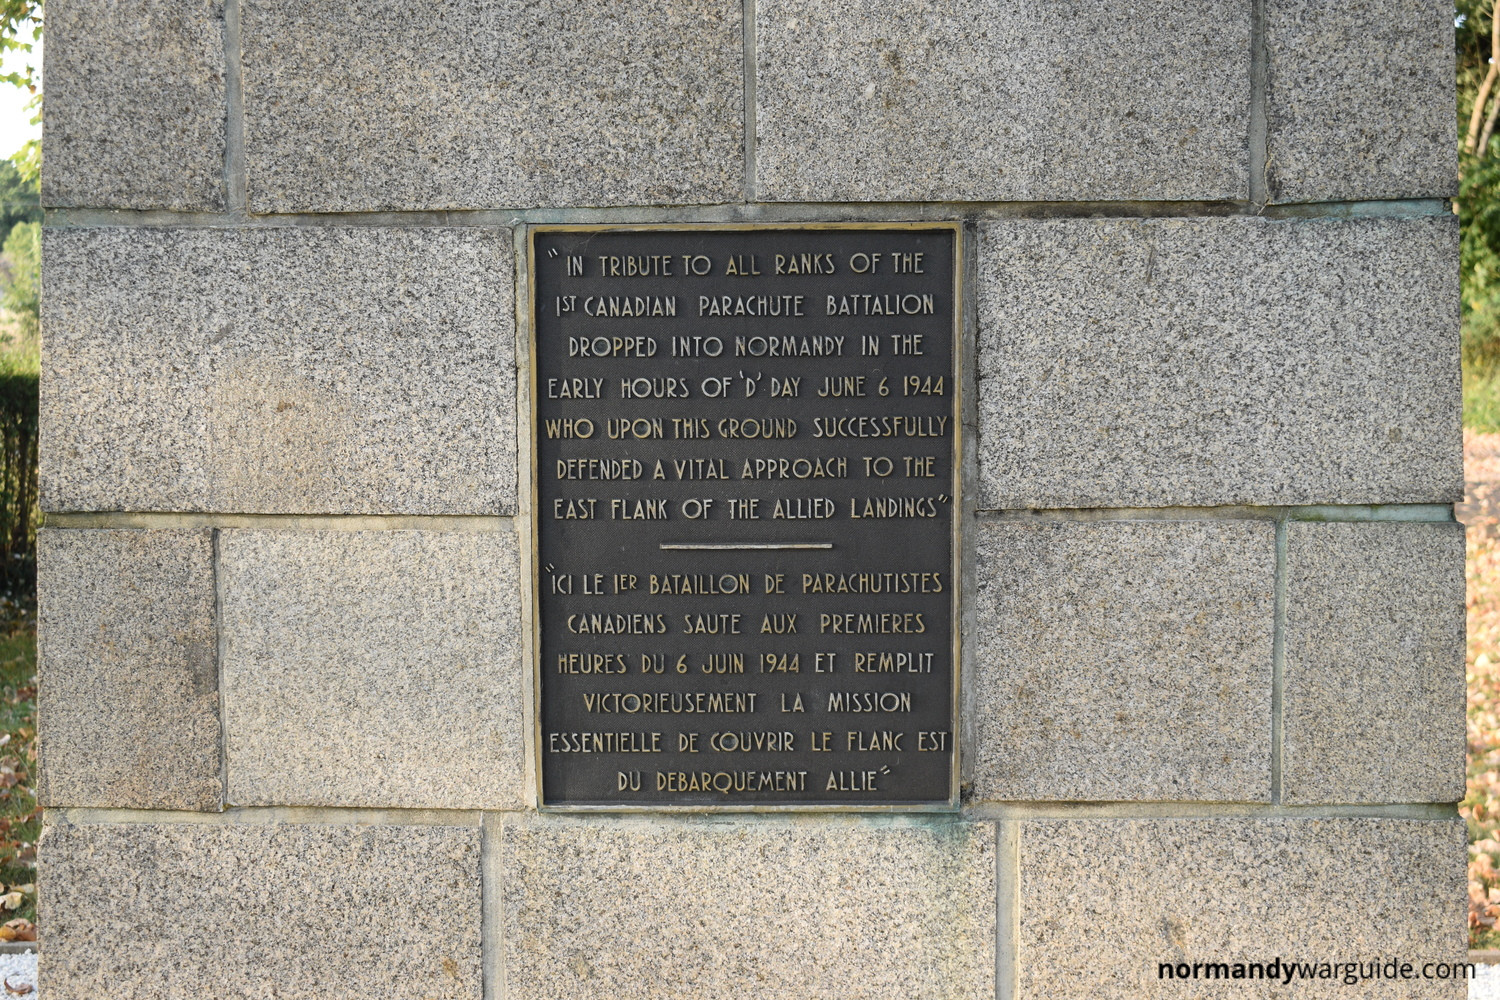 "IN TRIBUTE TO ALL RANKS OF THE
1ST CANADIAN PARACHUTE BATTALION
DROPPED INTO NORMANDY IN THE
EARLY HOURS OF 'D' DAY JUNE 6 1944
WHO UPON THIS GROUND SUCCESSFULLY
DEFENDED A VITAL APPROACH TO THE
EAST FLANK OF THE ALLIED LANDINGS"
"ICI LE 1ER BATAILLON DE PARACHUTISTES
CANADIENS SAUTE AUX PREMIERES
HEURES DU 6 JUIN 1944 ET REMPLIT
VICTORIEUSEMENT LA MISSION
ESSENTIELLE DE COUVRIR LE FLANC EST
DU DEBARQUEMENT ALLIE"
normandywarguide.com